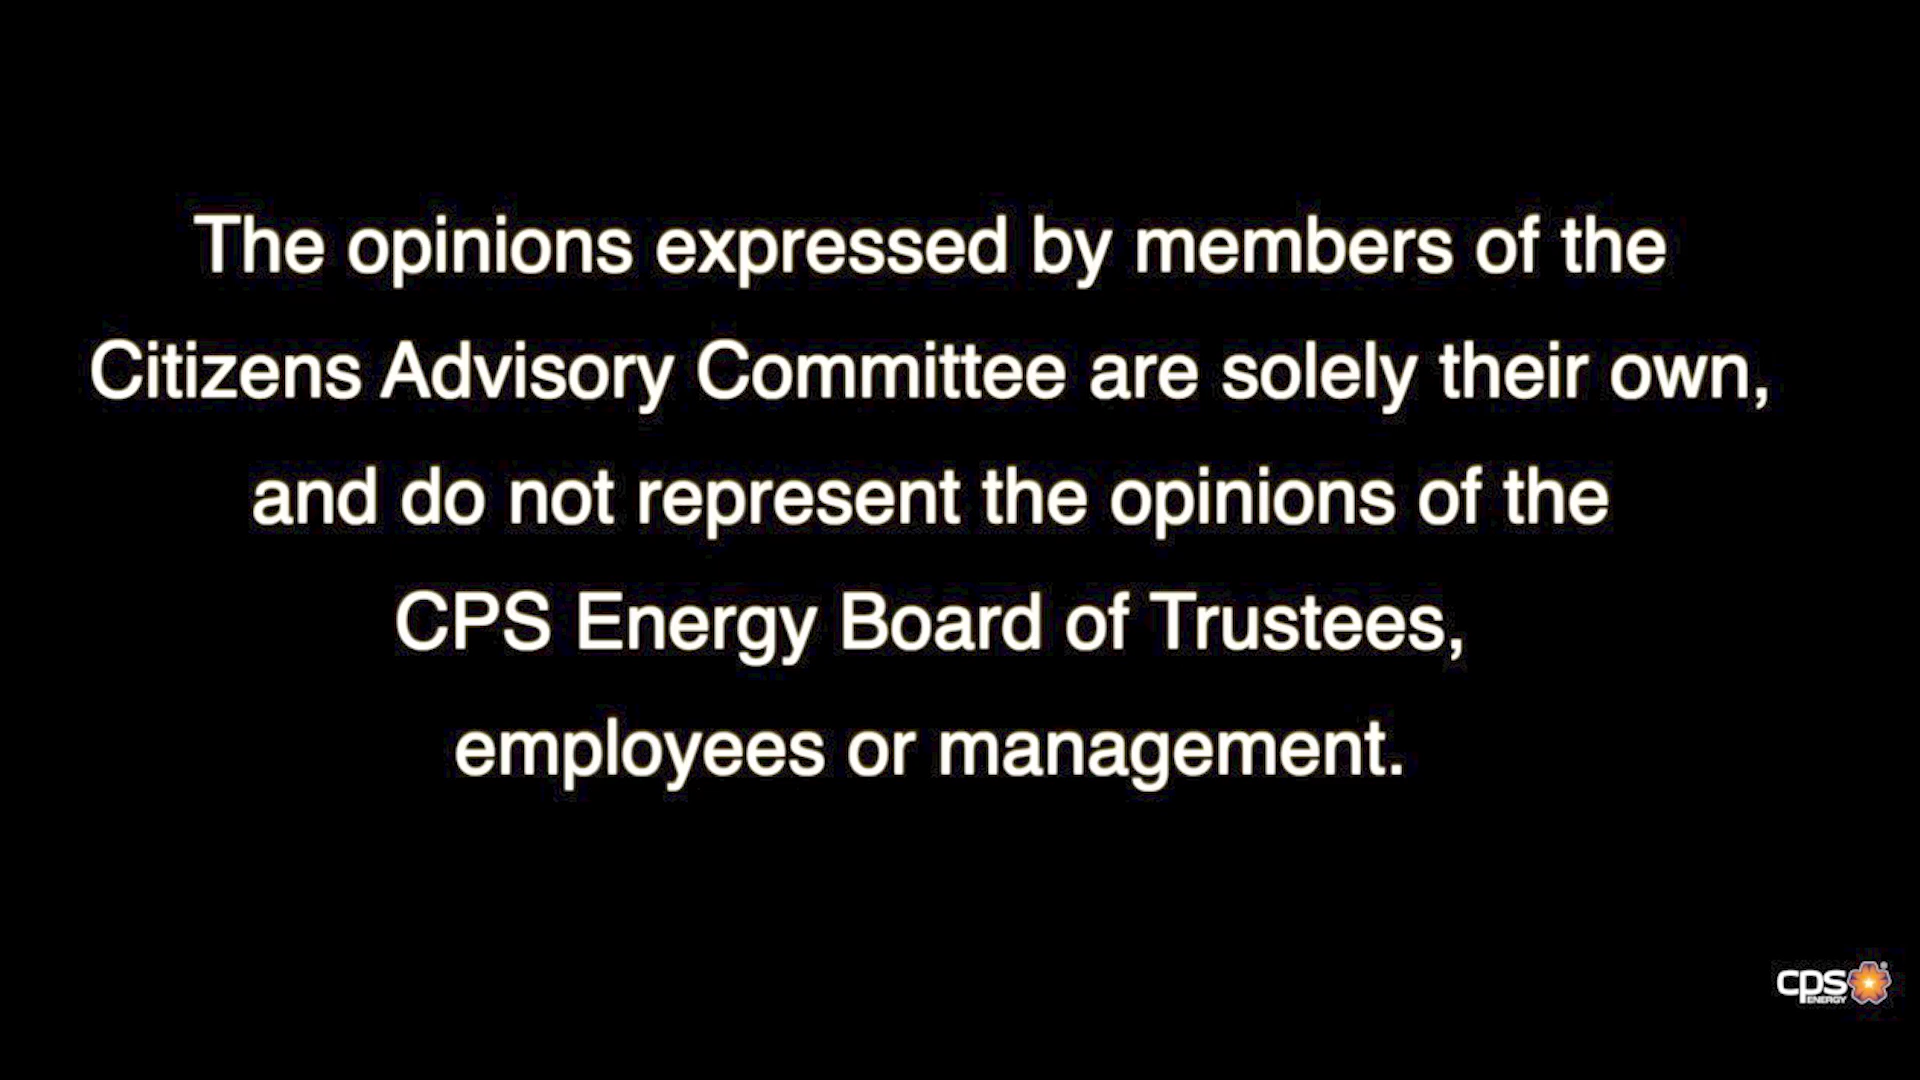 The opinions expressed by members of the
Citizens Advisory Committee are solely their own,
and do not represent the opinions of the
CPS Energy Board of Trustees,
employees or management.
cps
ENERGY